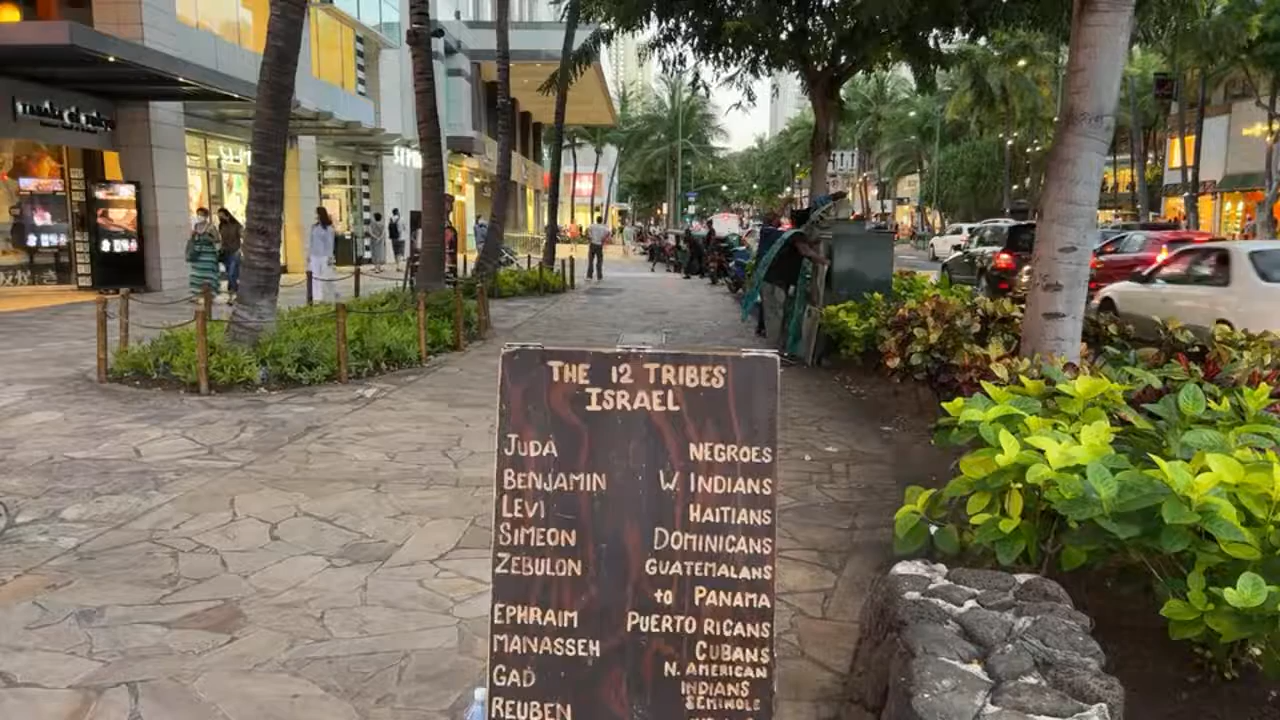 THE 12 TRIBES
ISRAEL
JUDA NEGROES
BENJAMIN W. INDIANS
LEVI HAITIANS
SIMEON DOMINICANS
ZEBULON GUATEMALANS
to PANAMA
EPHRAIM PUERTO RICANS
MANASSEH CUBANS
GAD N. AMERICAN
INDIANS
REUBEN SEMINOLE